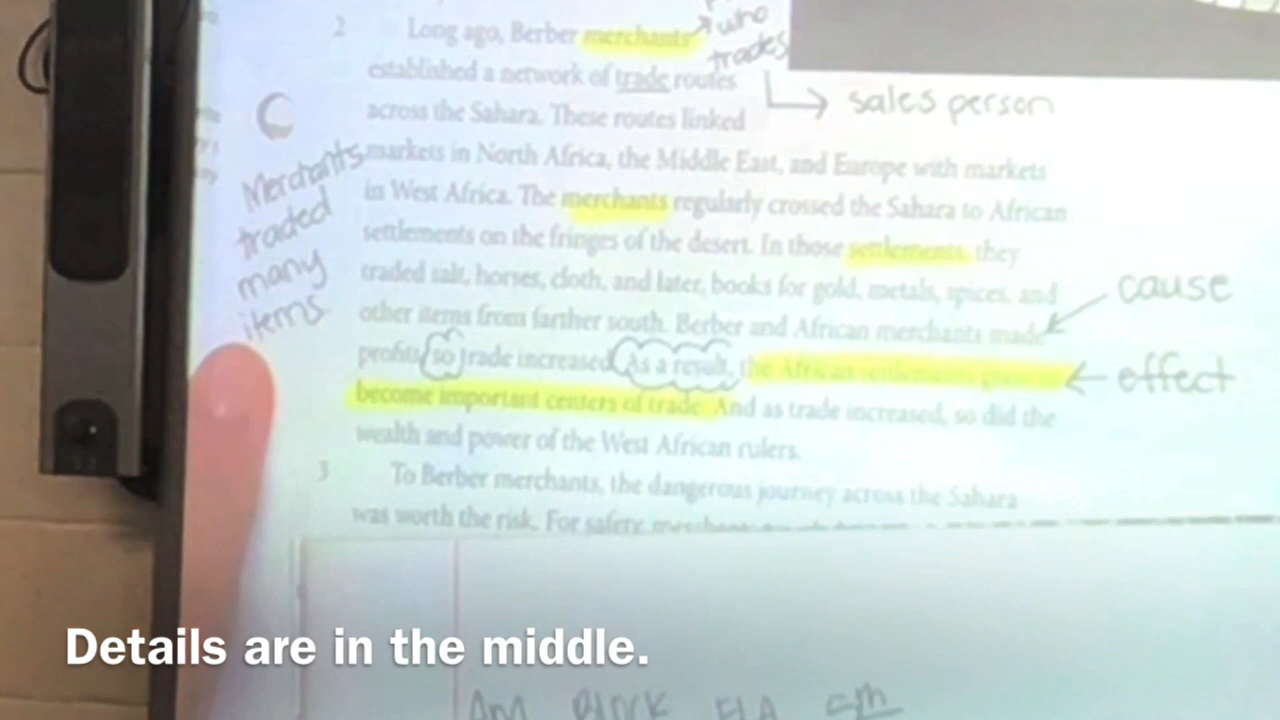 2 Long ago, Berber merchants
who
trades
established a network of trade routes
sales person
across the Sahara. These routes linked
markets in North Africa, the Middle East, and Europe with markets
in West Africa. The merchants regularly crossed the Sahara to African
settlements on the fringes of the desert. In those settlements, they
traded salt, horses, cloth, and later, books for gold, metals, spices, and
other items from farther south. Berber and African merchants made
profits, so trade increased. As a result, the African settlements grew to
become important centers of trade. And as trade increased, so did the
wealth and power of the West African rulers.
Merchants
traded
many
items
cause
effect
3 To Berber merchants, the dangerous journey across the Sahara
was worth the risk. For safety,
Details are in the middle.
AM BLOCK ELA 5th